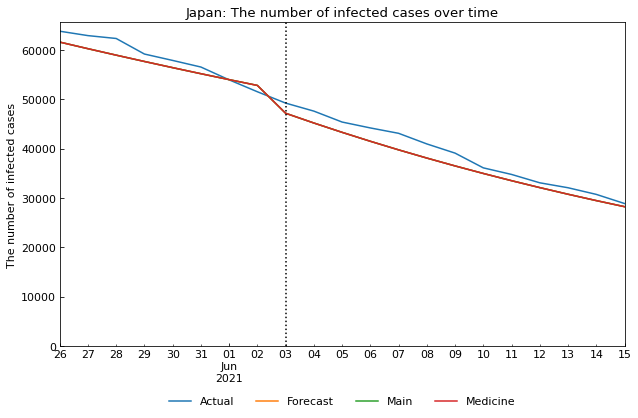 Japan: The number of infected cases over time
The number of infected cases
60000
50000
40000
30000
20000
10000
0
26 27 28 29 30 31 01 02 03 04 05 06 07 08 09 10 11 12 13 14 15
Jun
2021
Actual Forecast Main Medicine